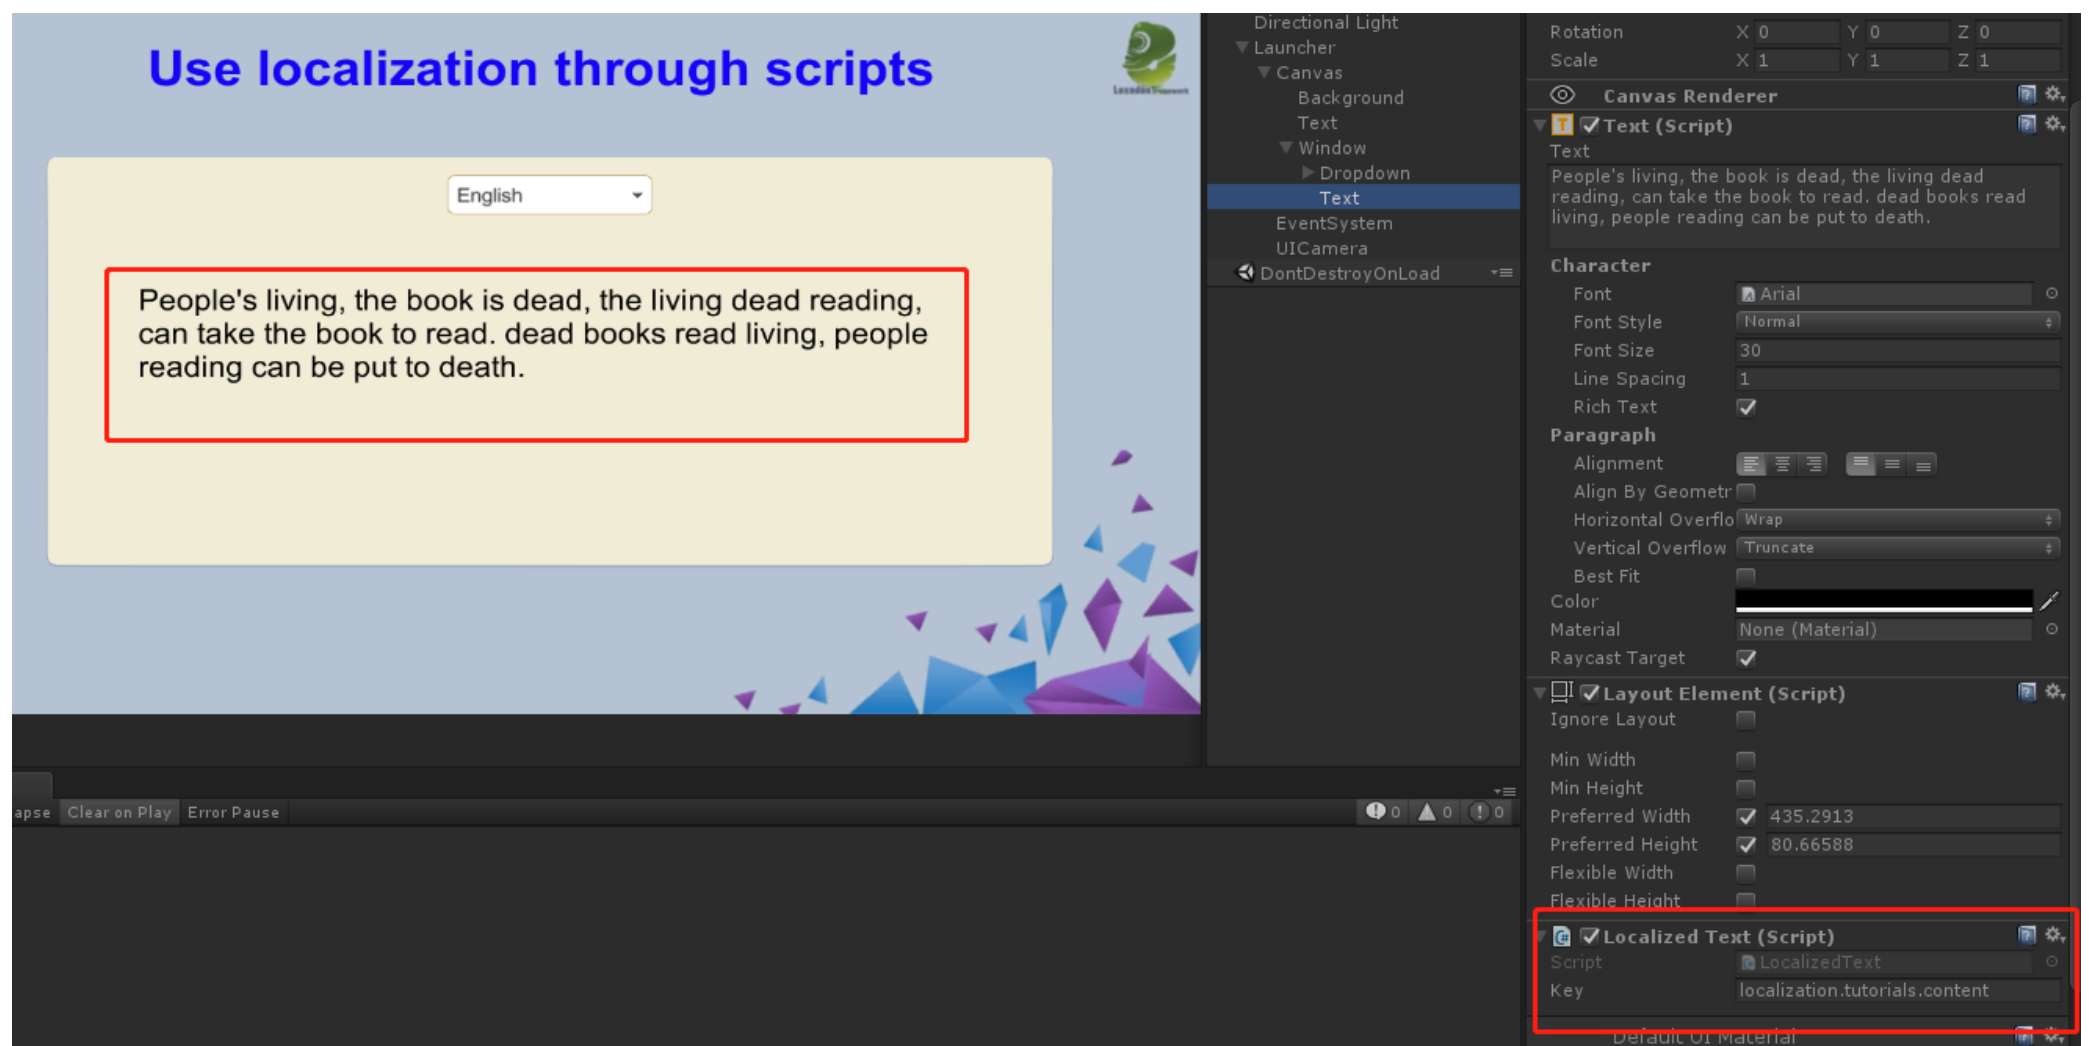 Use localization through scripts
English
People's living, the book is dead, the living dead reading,
can take the book to read. dead books read living, people
reading can be put to death.
apse Clear on Play Error Pause
0 0 0
Directional Light
Launcher
Canvas
Background
Text
Window
Dropdown
Text
EventSystem
UICamera
DontDestroyOnLoad
Rotation X 0 Y 0 Z 0
Scale X 1 Y 1 Z 1
Canvas Renderer
Text (Script)
Text
People's living, the book is dead, the living dead
reading, can take the book to read. dead books read
living, people reading can be put to death.
Character
Font Arial
Font Style Normal
Font Size 30
Line Spacing 1
Rich Text
Paragraph
Alignment
Align By Geometr
Horizontal Overflo Wrap
Vertical Overflow Truncate
Best Fit
Color
Material None (Material)
Raycast Target
Layout Element (Script)
Ignore Layout
Min Width
Min Height
Preferred Width 435.2913
Preferred Height 80.66588
Flexible Width
Flexible Height
Localized Text (Script)
Script LocalizedText
Key localization.tutorials.content
Default UI Material